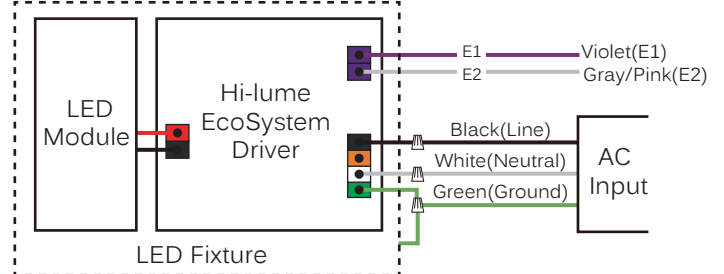 E1
Violet(E1)
E2
Gray/Pink(E2)
LED
Module
Hi-lume
EcoSystem
Driver
Black(Line)
White(Neutral)
Green(Ground)
AC
Input
LED Fixture